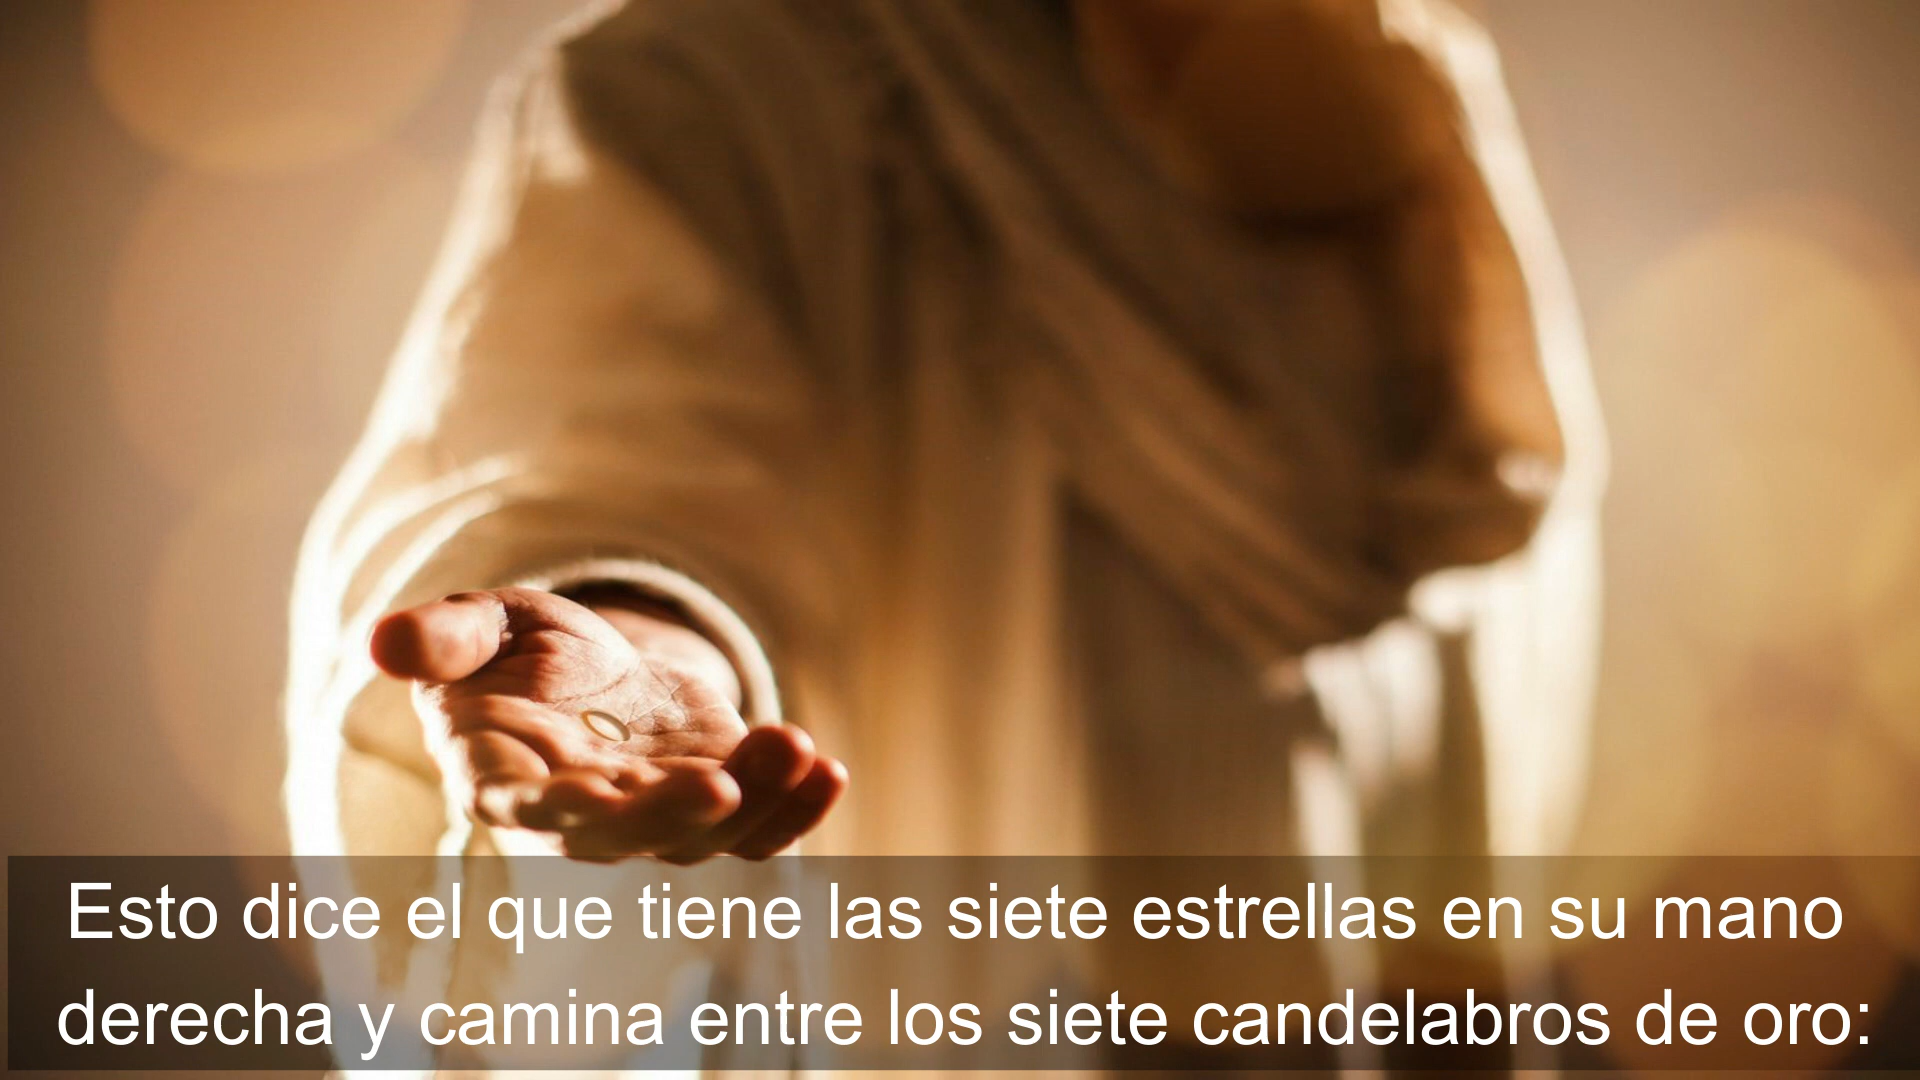 Esto dice el que tiene las siete estrellas en su mano
derecha y camina entre los siete candelabros de oro: